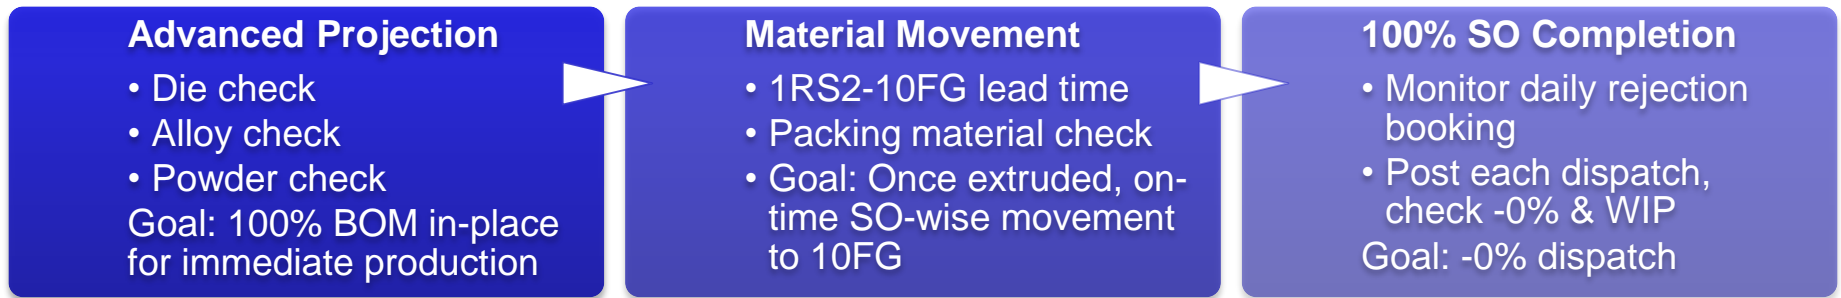 Advanced Projection
• Die check
• Alloy check
• Powder check
Goal: 100% BOM in-place
for immediate production
Material Movement
• 1RS2-10FG lead time
• Packing material check
• Goal: Once extruded, on-
time SO-wise movement
to 10FG
100% SO Completion
• Monitor daily rejection
booking
• Post each dispatch,
check -0% & WIP
Goal: -0% dispatch